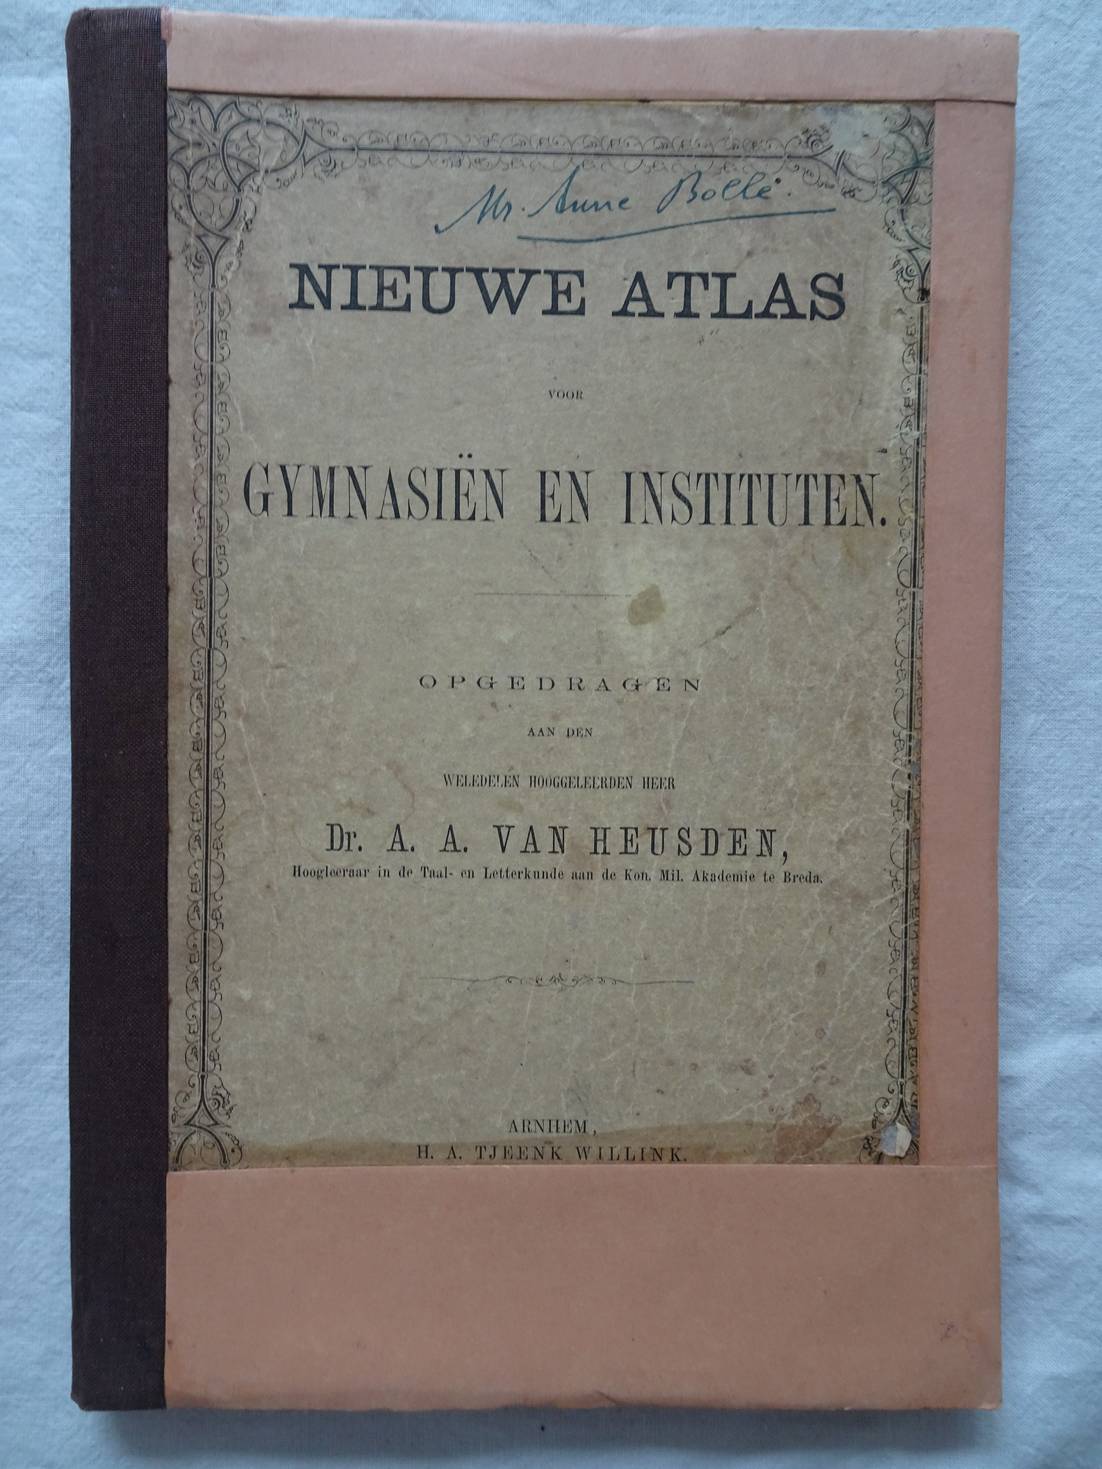 Mr. Anne Bollé.
NIEUWE ATLAS
VOOR
GYMNASIËN EN INSTITUTEN.
OPGEDRAGEN
AAN DEN
WELEDELEN HOOGGELEERDEN HEER
Dr. A. A. VAN HEUSDEN,
Hoogleeraar in de Taal- en Letterkunde aan de Kon. Mil. Akademie te Breda.
ARNHEM,
H. A. TJEENK WILLINK.